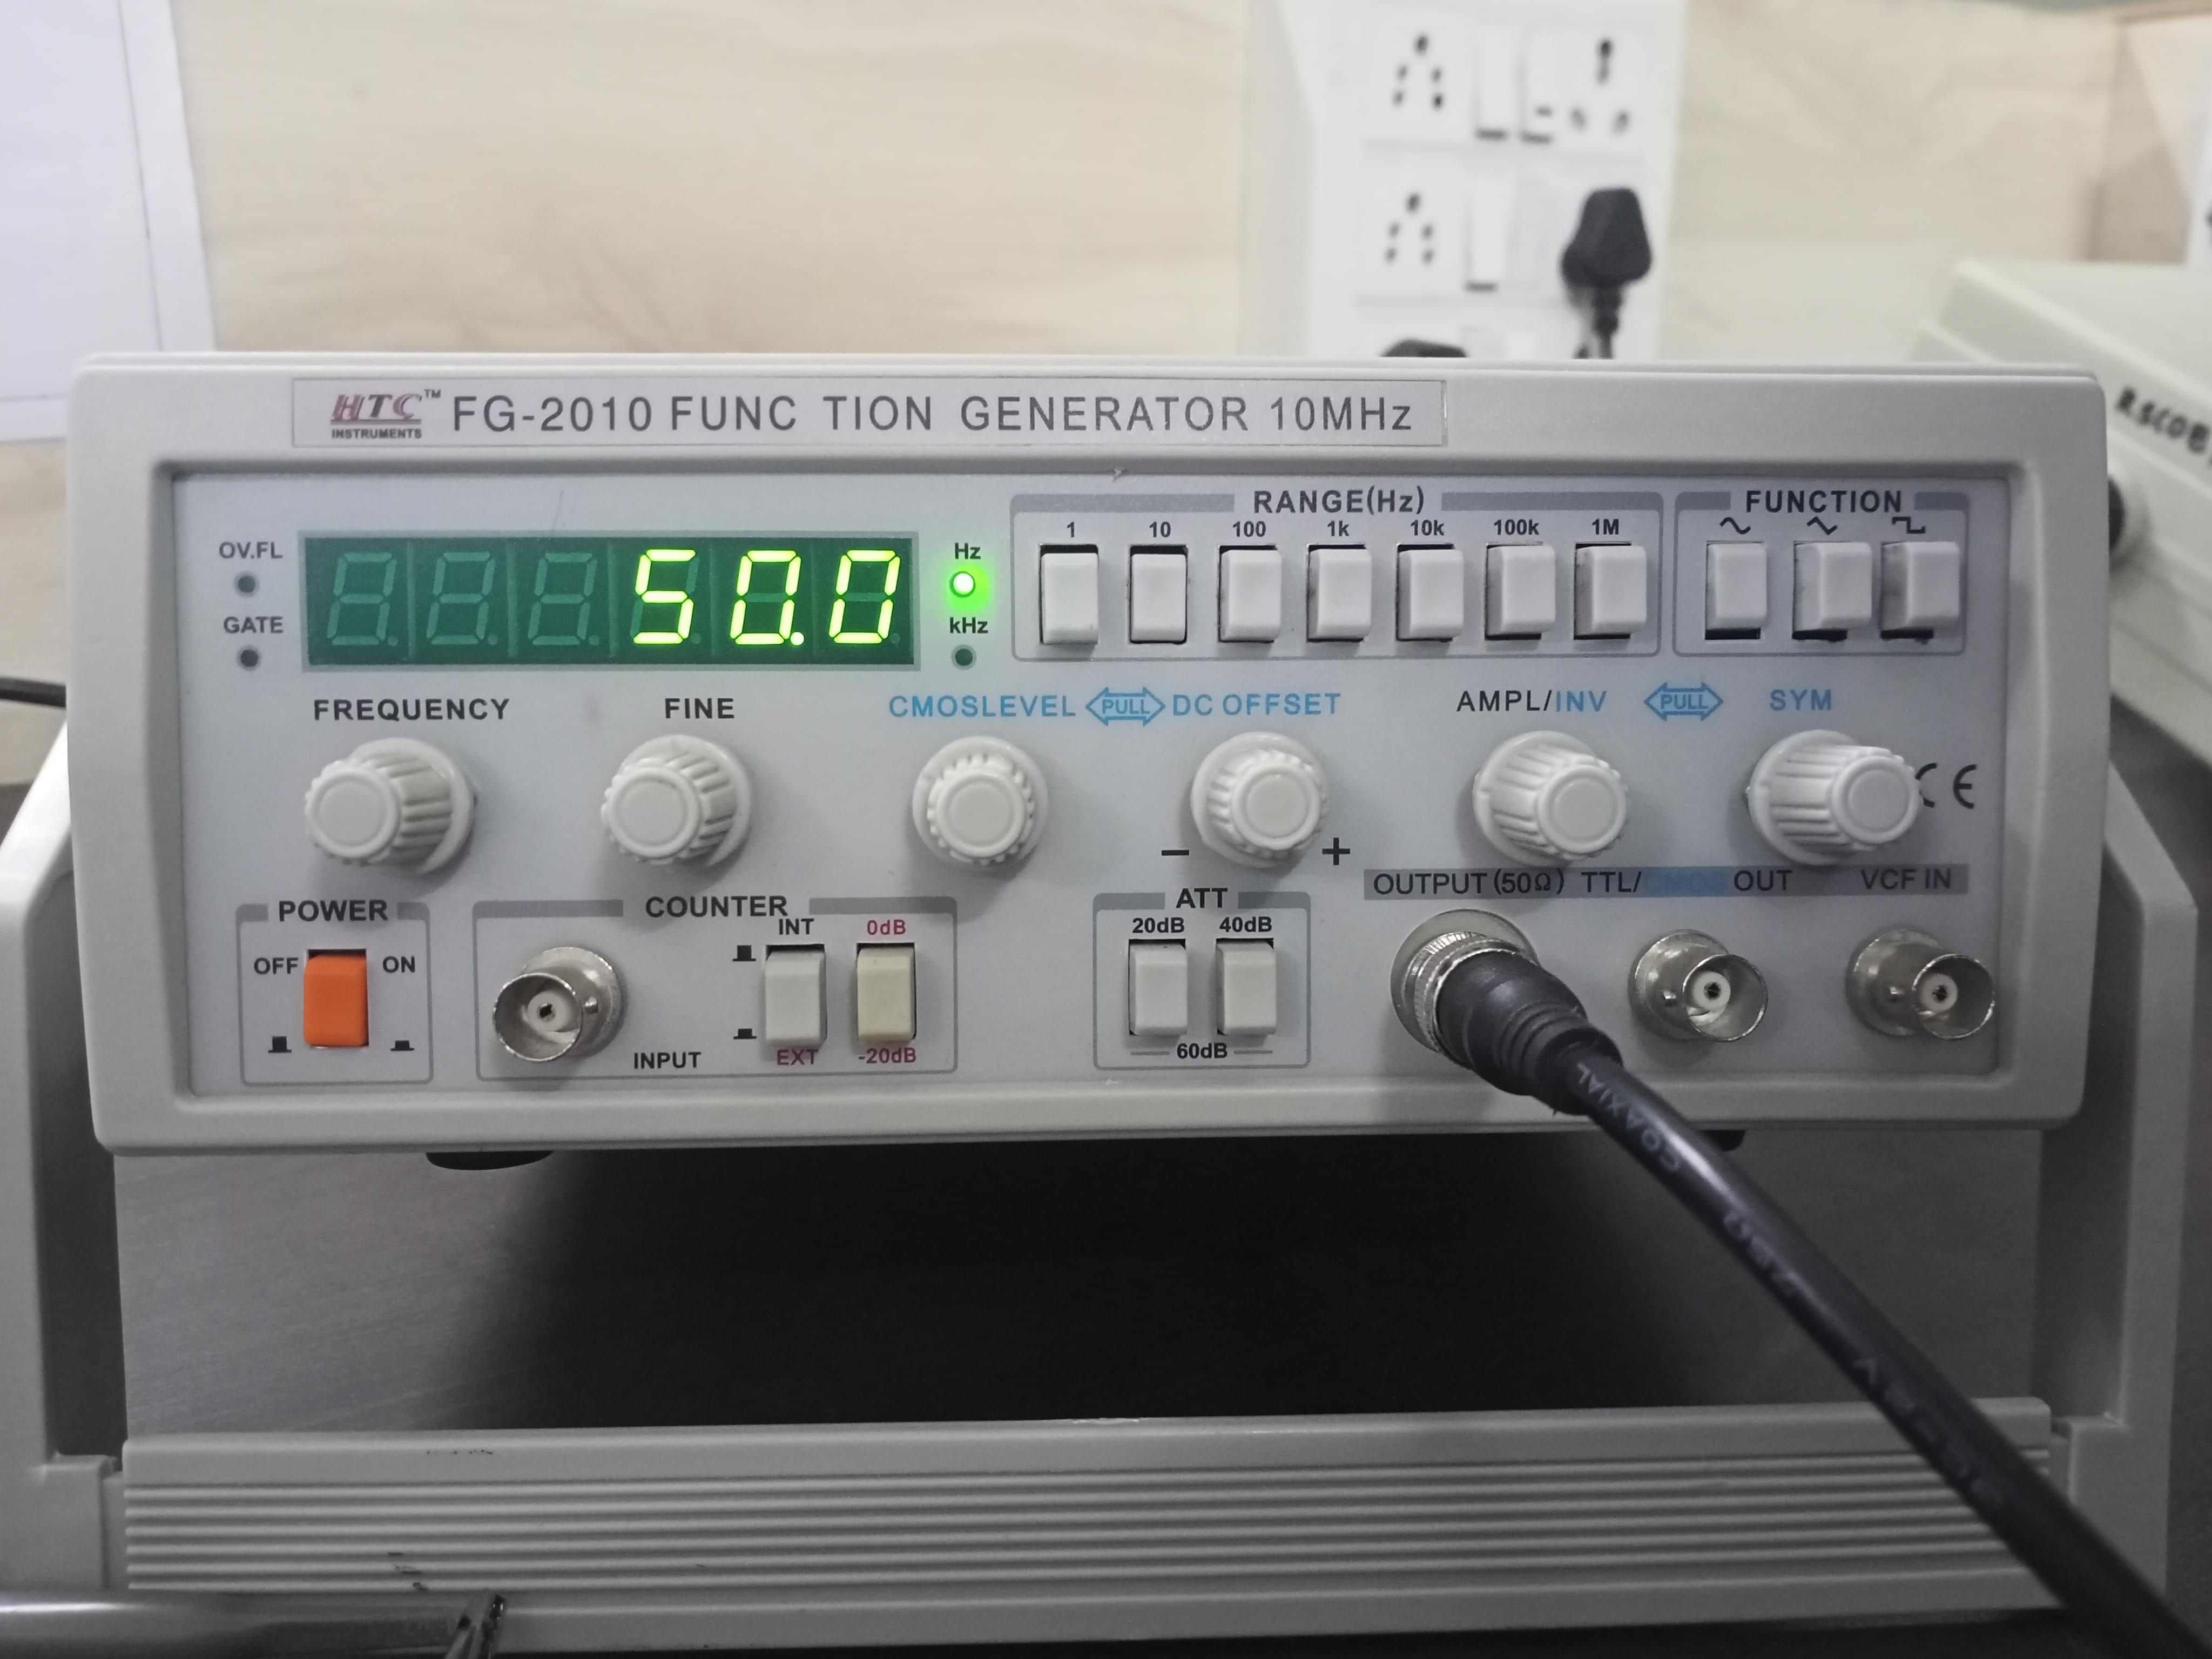 HTC™ FG-2010 FUNC TION GENERATOR 10MHz
INSTRUMENTS
RANGE(Hz) FUNCTION
1 10 100 1k 10k 100k 1M
OV.FL
GATE
50.0
Hz
kHz
FREQUENCY FINE CMOSLEVEL PULL DC OFFSET AMPL/INV PULL SYM
CE
− +
OUTPUT (50Ω) TTL/CMOS OUT VCF IN
POWER
OFF ON
COUNTER
INT 0dB
INPUT
EXT -20dB
ATT
20dB 40dB
60dB
COAXIAL